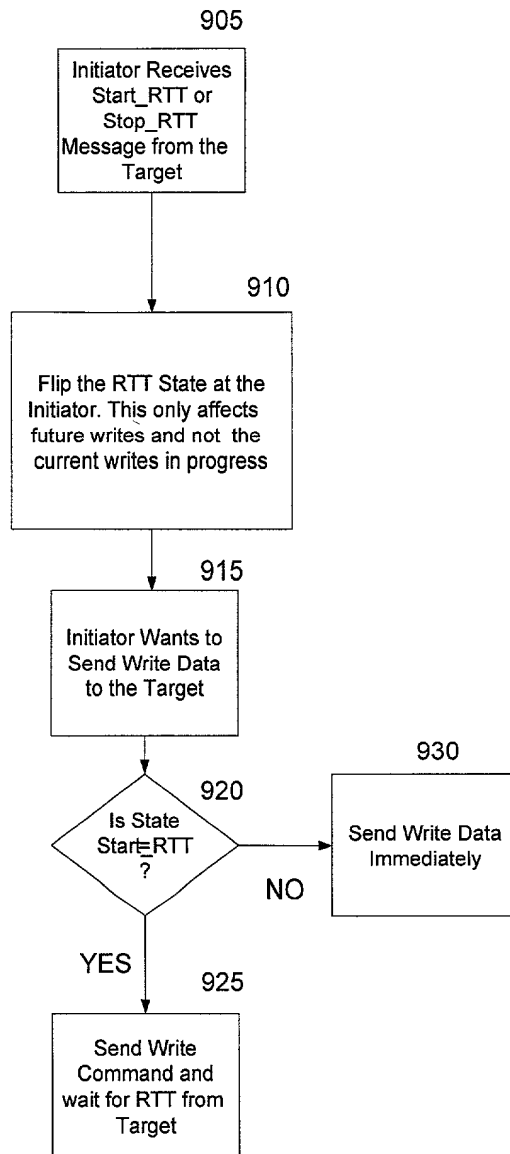 905
Initiator Receives
Start_RTT or
Stop_RTT
Message from the
Target
910
Flip the RTT State at the
Initiator. This only affects
future writes and not the
current writes in progress
915
Initiator Wants to
Send Write Data
to the Target
920
Is State
Start=RTT
?
930
Send Write Data
Immediately
NO
YES
925
Send Write
Command and
wait for RTT from
Target